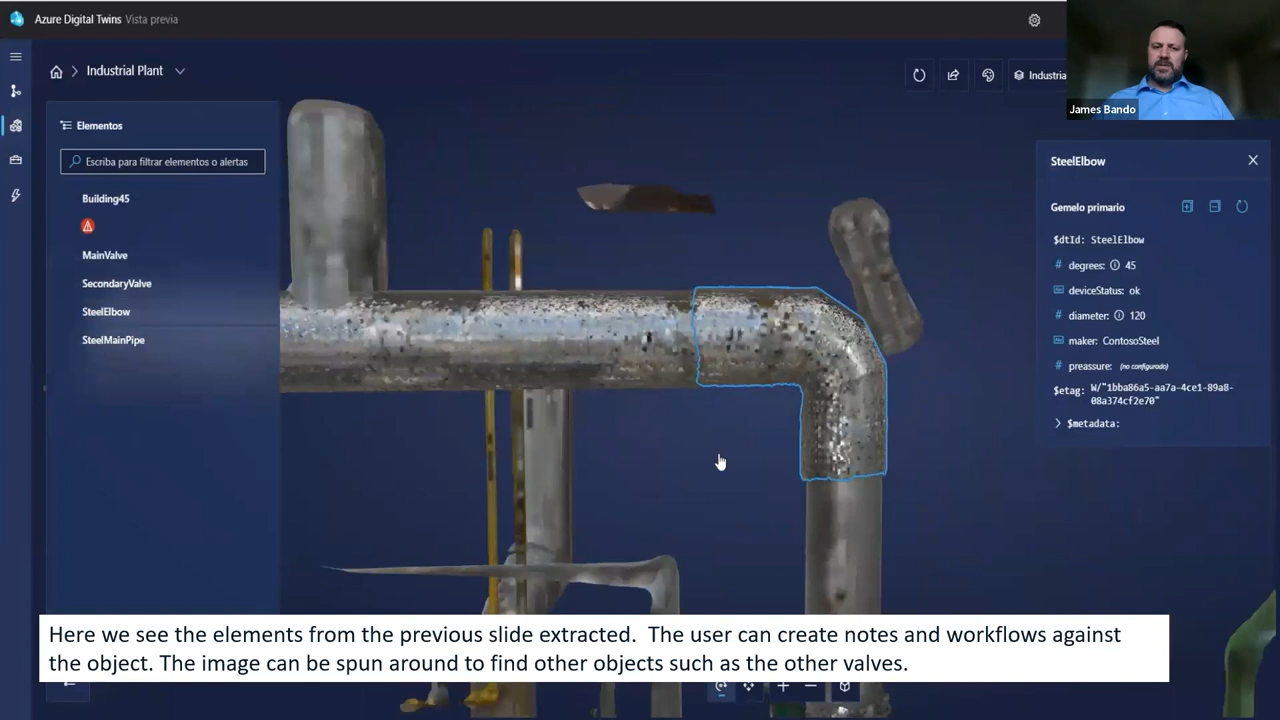 Azure Digital Twins Vista previa
James Bando
Industrial Plant
Industria
Elementos
Escriba para filtrar elementos o alertas
Building45
MainValve
SecondaryValve
SteelElbow
SteelMainPipe
SteelElbow
Gemelo primario
$dtId: SteelElbow
# degrees: 45
deviceStatus: ok
# diameter: 120
maker: ContosoSteel
# preassure: (no configurado)
$etag: W/"1bba86a5-aa7a-4ce1-89a8-
08a374cf2e70"
$metadata:
Here we see the elements from the previous slide extracted. The user can create notes and workflows against
the object. The image can be spun around to find other objects such as the other valves.